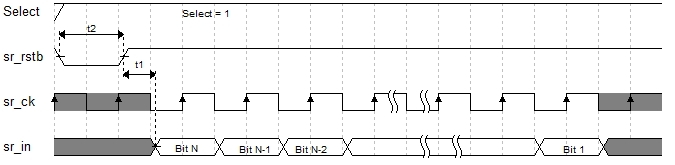 Select
Select = 1
t2
sr_rstb
t1
sr_ck
sr_in
Bit N
Bit N-1
Bit N-2
Bit 1